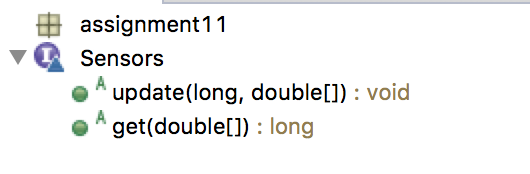 assignment11
Sensors
A update(long, double[]) : void
A get(double[]) : long